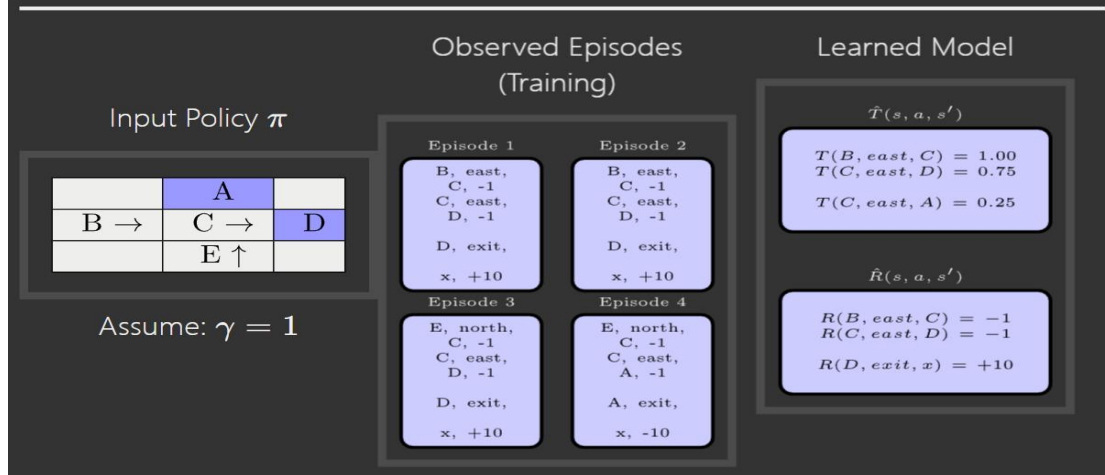 Observed Episodes
(Training)
Learned Model
Input Policy π
A
B → C → D
E ↑
Assume: γ = 1
Episode 1
B, east,
C, -1
C, east,
D, -1
D, exit,
x, +10
Episode 2
B, east,
C, -1
C, east,
D, -1
D, exit,
x, +10
Episode 3
E, north,
C, -1
C, east,
D, -1
D, exit,
x, +10
Episode 4
E, north,
C, -1
C, east,
A, -1
A, exit,
x, -10
T̂(s, a, s′)
T(B, east, C) = 1.00
T(C, east, D) = 0.75
T(C, east, A) = 0.25
R̂(s, a, s′)
R(B, east, C) = −1
R(C, east, D) = −1
R(D, exit, x) = +10